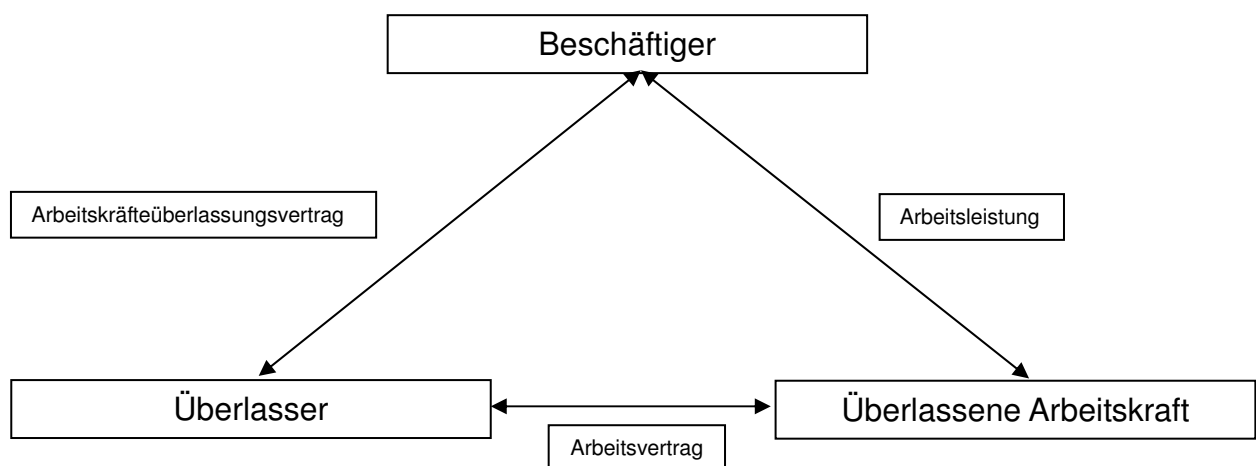 Beschäftiger
Arbeitskräfteüberlassungsvertrag
Arbeitsleistung
Überlasser
Überlassene Arbeitskraft
Arbeitsvertrag